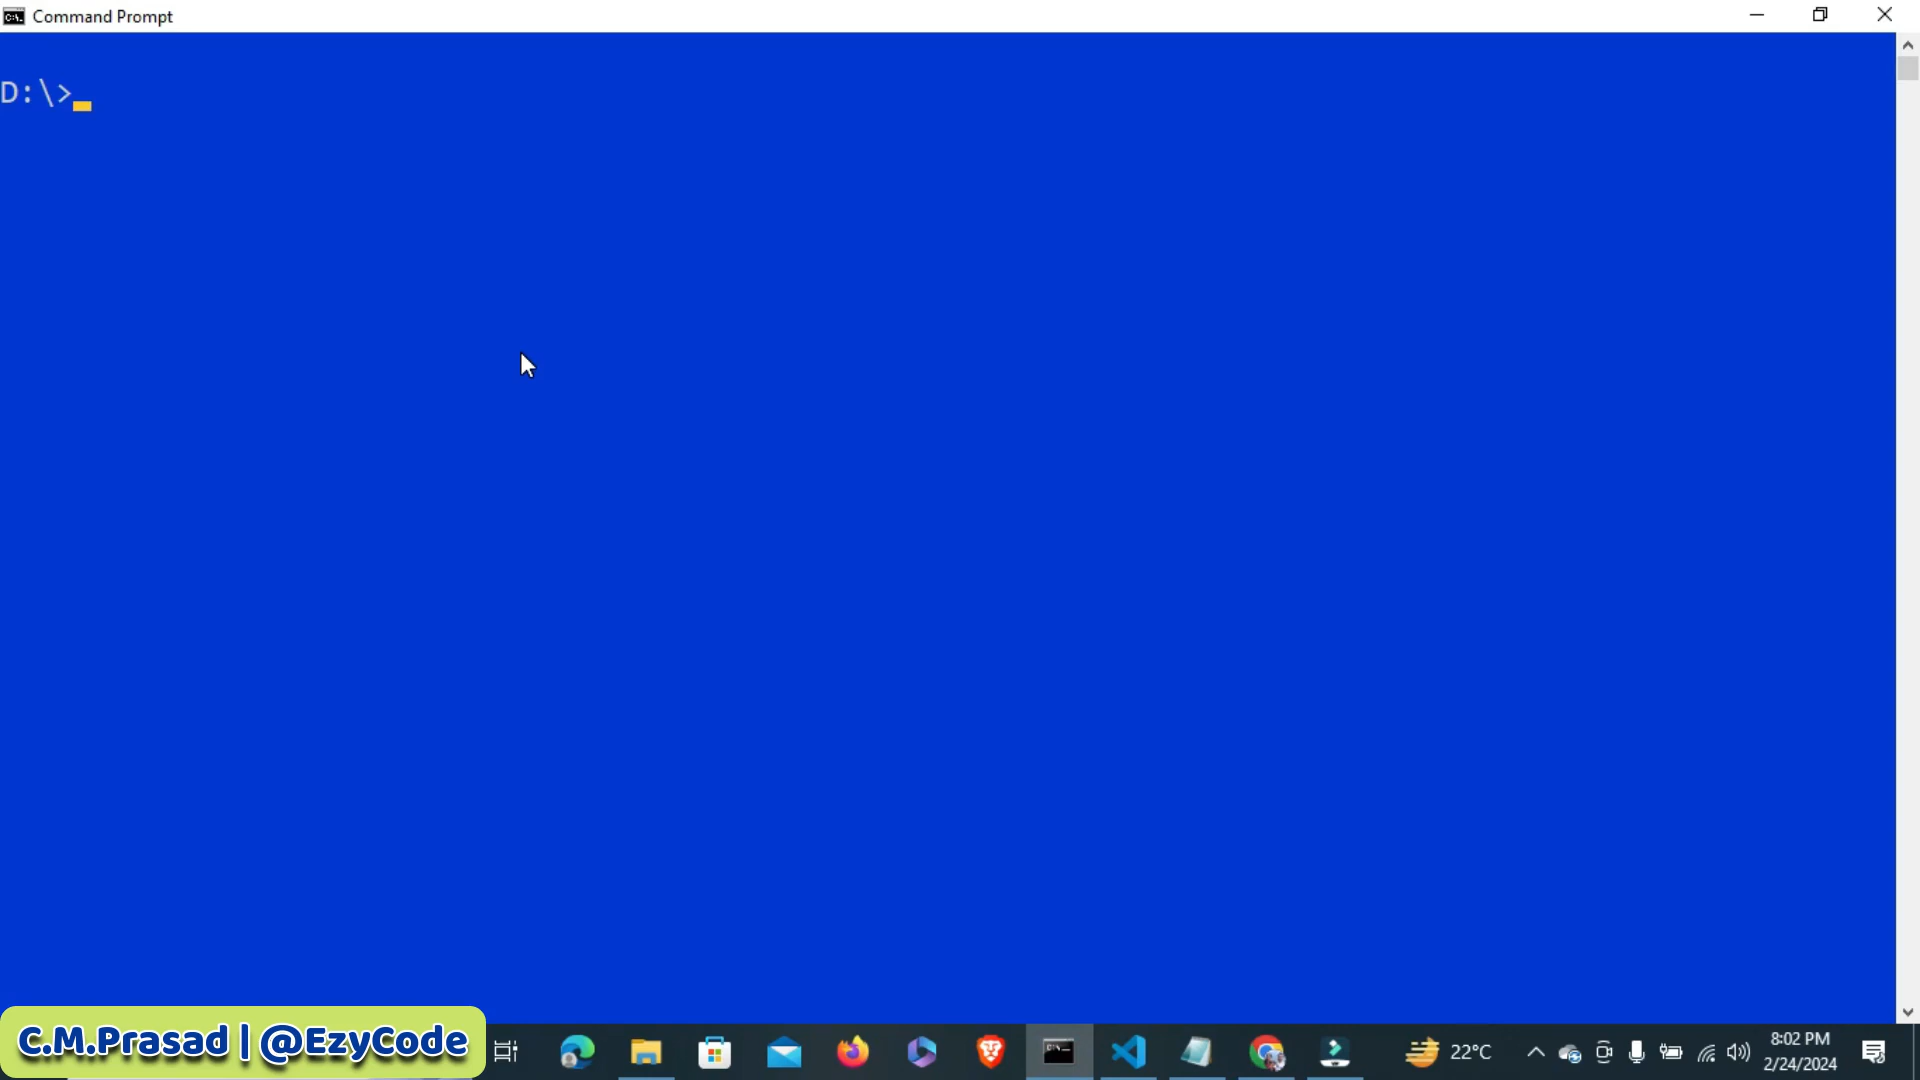 Command Prompt
D:\>
C.M.Prasad | @EzyCode
22°C
8:02 PM
2/24/2024